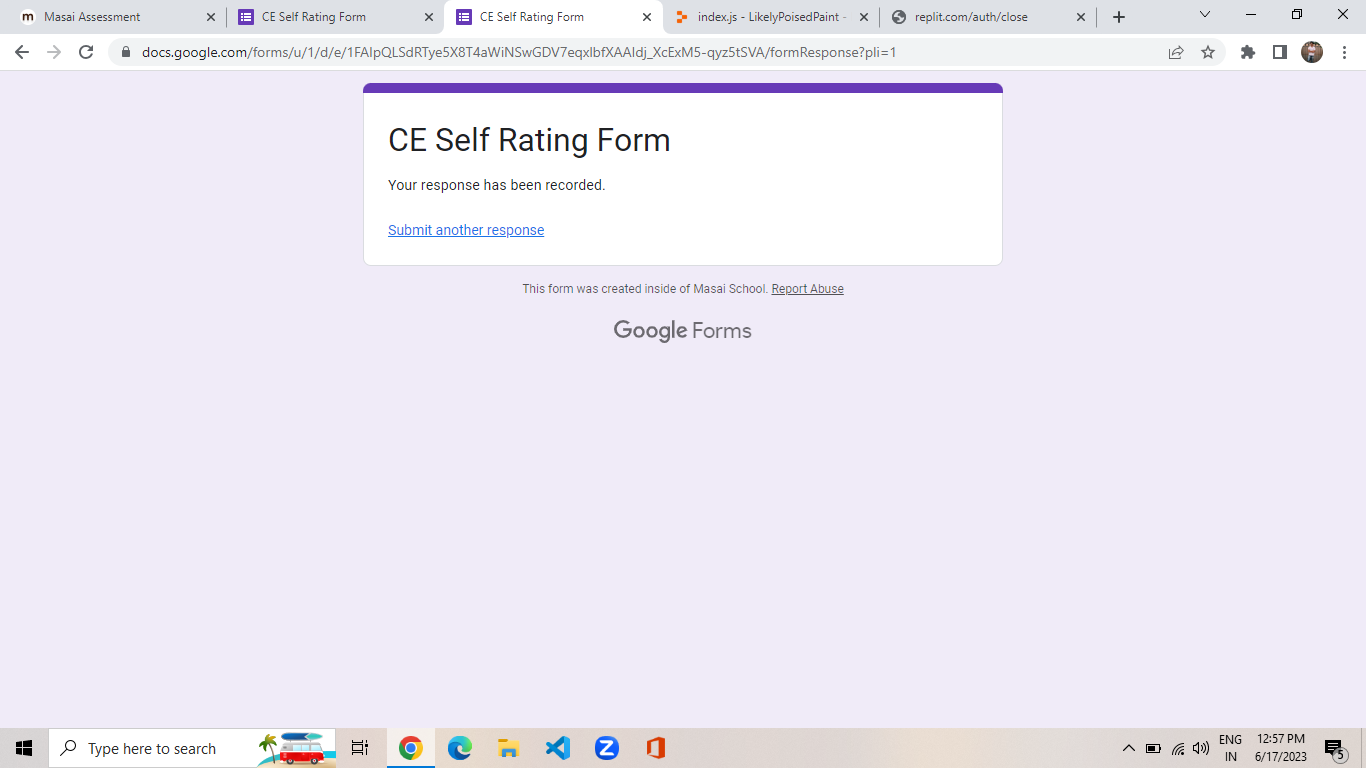 Masai Assessment
CE Self Rating Form
CE Self Rating Form
index.js - LikelyPoisedPaint -
replit.com/auth/close
docs.google.com/forms/u/1/d/e/1FAIpQLSdRTye5X8T4aWiNSwGDV7eqxIbfXAAIdj_XcExM5-qyz5tSVA/formResponse?pli=1
CE Self Rating Form
Your response has been recorded.
Submit another response
This form was created inside of Masai School. Report Abuse
Google Forms
Type here to search
ENG
IN
12:57 PM
6/17/2023
5